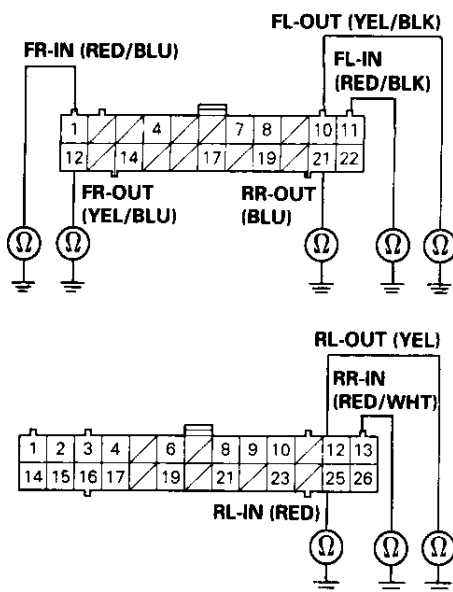 FL-OUT (YEL/BLK)
FR-IN (RED/BLU)
FL-IN
(RED/BLK)
1 4 7 8 10 11
12 14 17 19 21 22
FR-OUT
(YEL/BLU)
RR-OUT
(BLU)
Ω Ω Ω Ω Ω
RL-OUT (YEL)
RR-IN
(RED/WHT)
1 2 3 4 6 8 9 10 12 13
14 15 16 17 19 21 23 25 26
RL-IN (RED)
Ω Ω Ω